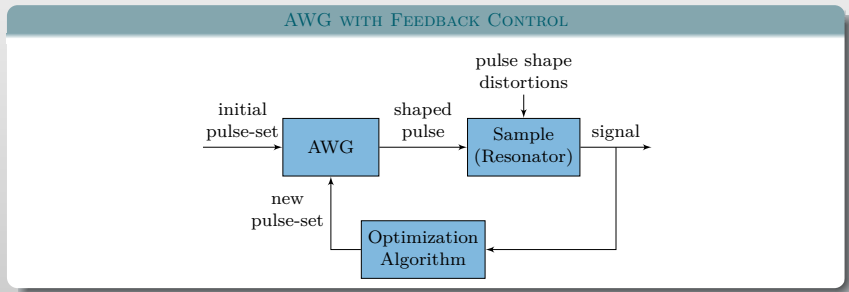 AWG with Feedback Control
pulse shape
distortions
initial
pulse-set
AWG
shaped
pulse
Sample
(Resonator)
signal
new
pulse-set
Optimization
Algorithm